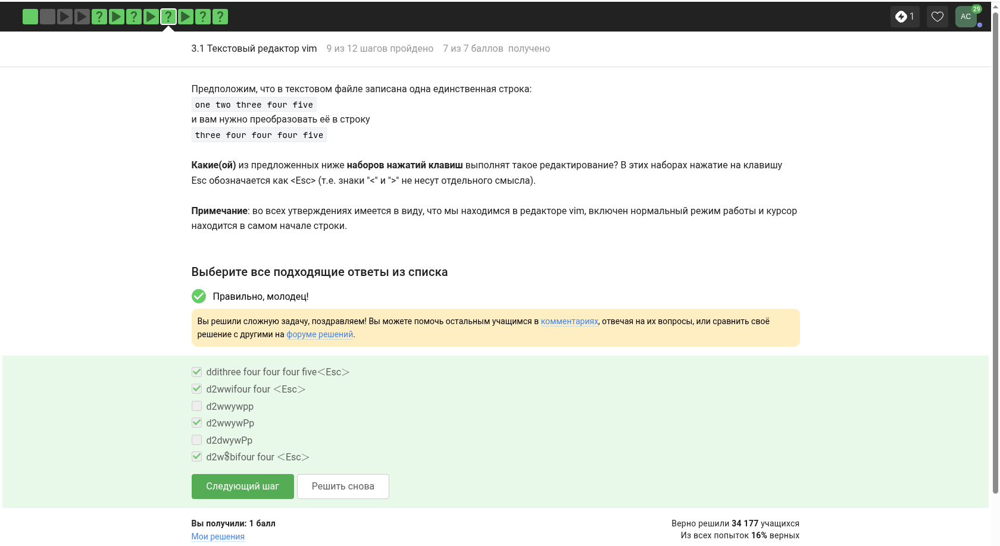 ? ? ? ? ?
1
AC
29
3.1 Текстовый редактор vim 9 из 12 шагов пройдено 7 из 7 баллов получено
Предположим, что в текстовом файле записана одна единственная строка:
one two three four five
и вам нужно преобразовать её в строку
three four four four five
Какие(ой) из предложенных ниже наборов нажатий клавиш выполнят такое редактирование? В этих наборах нажатие на клавишу
Esc обозначается как <Esc> (т.е. знаки "<" и ">" не несут отдельного смысла).
Примечание: во всех утверждениях имеется в виду, что мы находимся в редакторе vim, включен нормальный режим работы и курсор
находится в самом начале строки.
Выберите все подходящие ответы из списка
Правильно, молодец!
Вы решили сложную задачу, поздравляем! Вы можете помочь остальным учащимся в комментариях, отвечая на их вопросы, или сравнить своё
решение с другими на форуме решений.
ddithree four four four five<Esc>
d2wwifour four <Esc>
d2wwywpp
d2wwywPp
d2dwywPp
d2w$bifour four <Esc>
Следующий шаг Решить снова
Вы получили: 1 балл
Мои решения
Верно решили 34 177 учащихся
Из всех попыток 16% верных